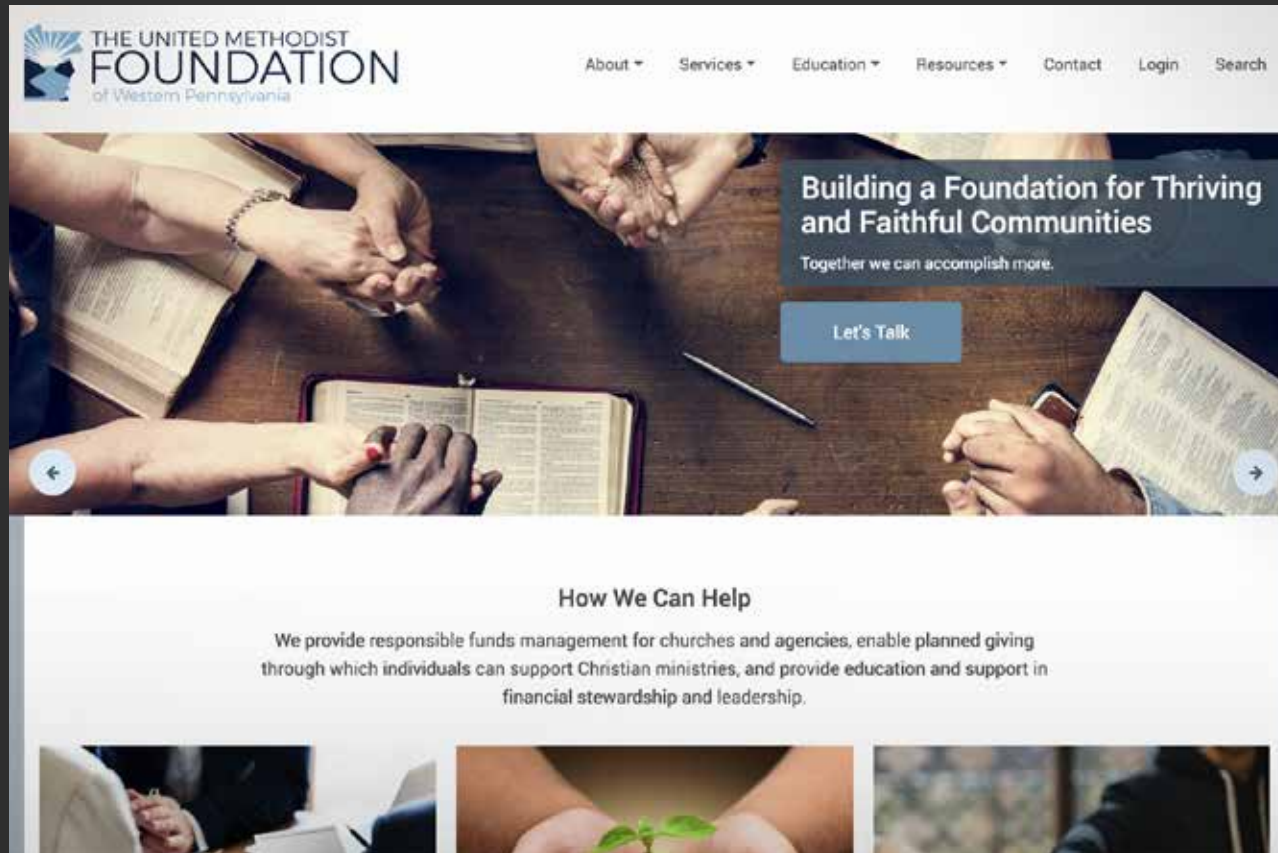 THE UNITED METHODIST
FOUNDATION
of Western Pennsylvania
About
Services
Education
Resources
Contact
Login
Search
Building a Foundation for Thriving
and Faithful Communities
Together we can accomplish more.
Let's Talk
How We Can Help
We provide responsible funds management for churches and agencies, enable planned giving
through which individuals can support Christian ministries, and provide education and support in
financial stewardship and leadership.